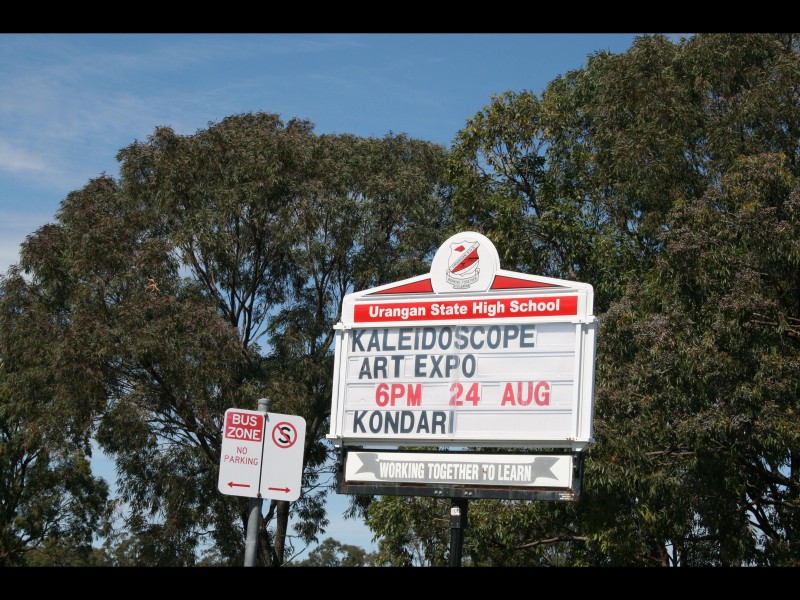 Urangan State High School
KALEIDOSCOPE
ART EXPO
6PM 24 AUG
KONDARI
WORKING TOGETHER TO LEARN
BUS
ZONE
NO
PARKING
S